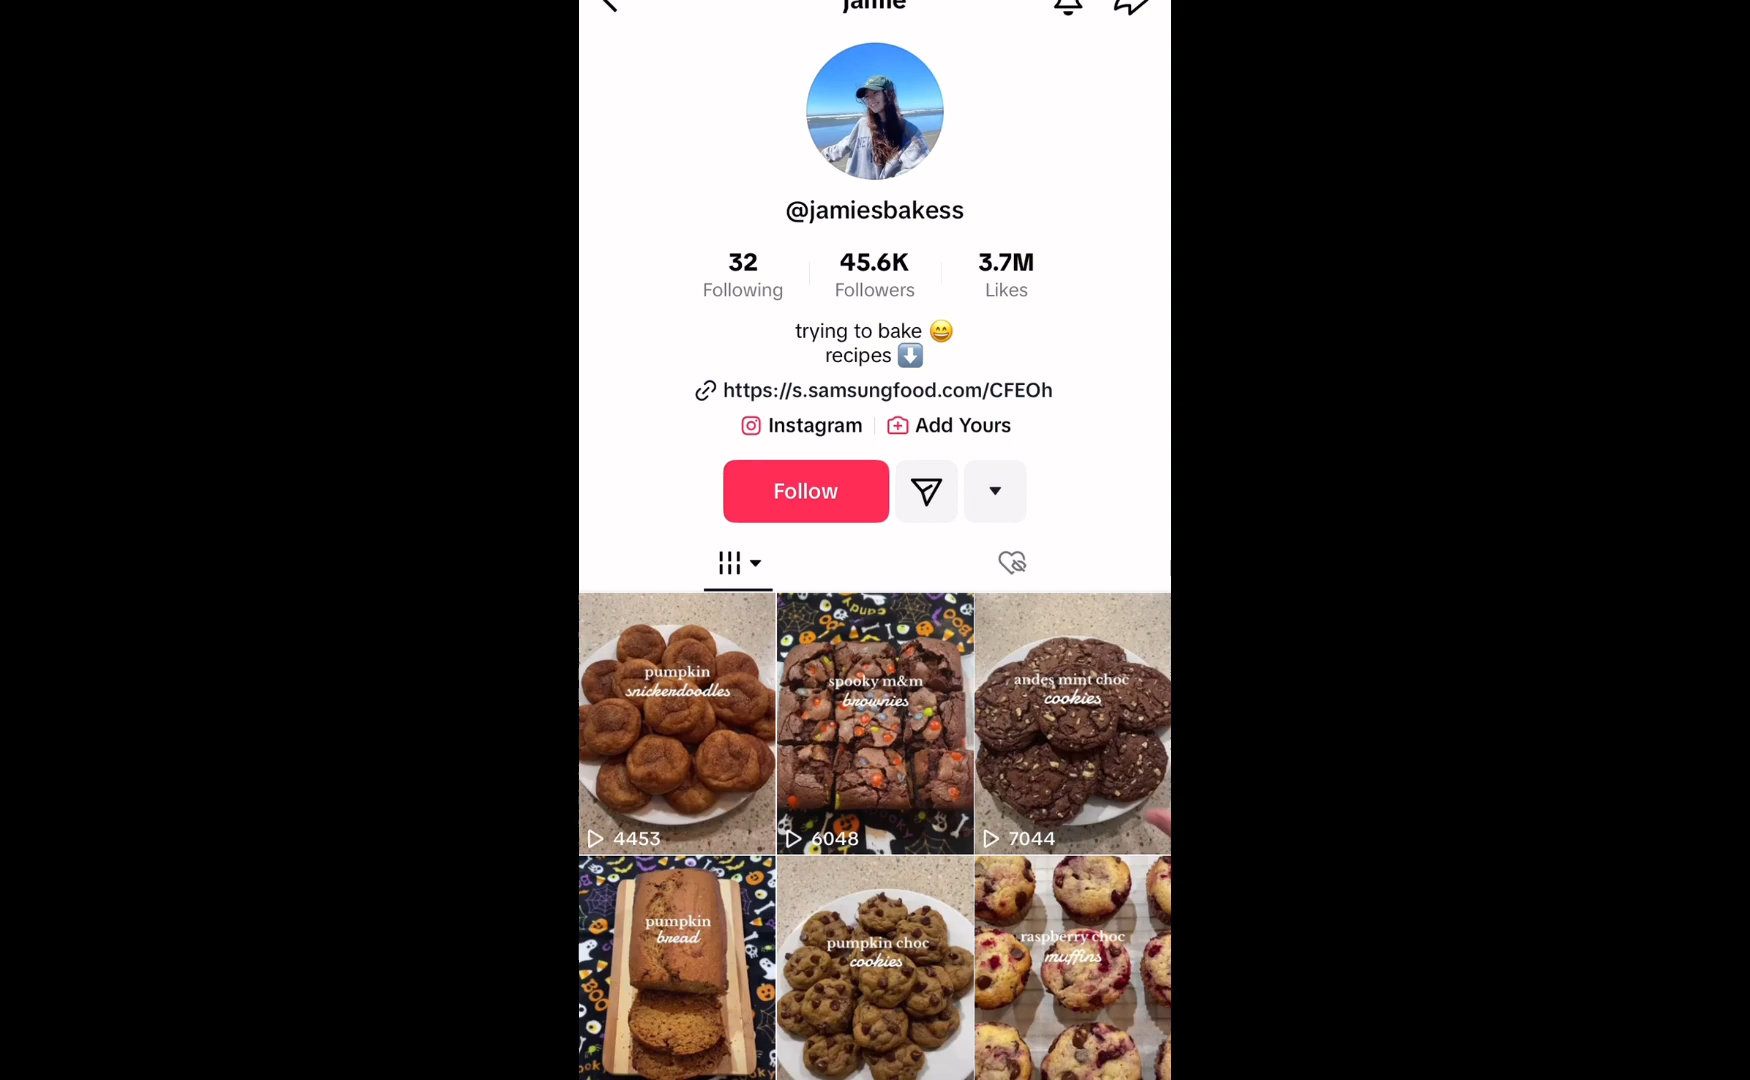 jamie
@jamiesbakess
32 45.6K 3.7M
Following Followers Likes
trying to bake 😄
recipes ⬇️
https://s.samsungfood.com/CFEOh
Instagram Add Yours
Follow
pumpkin
snickerdoodles
4453
spooky m&m
brownies
6048
andes mint choc
cookies
7044
pumpkin
bread
pumpkin choc
cookies
raspberry choc
muffins